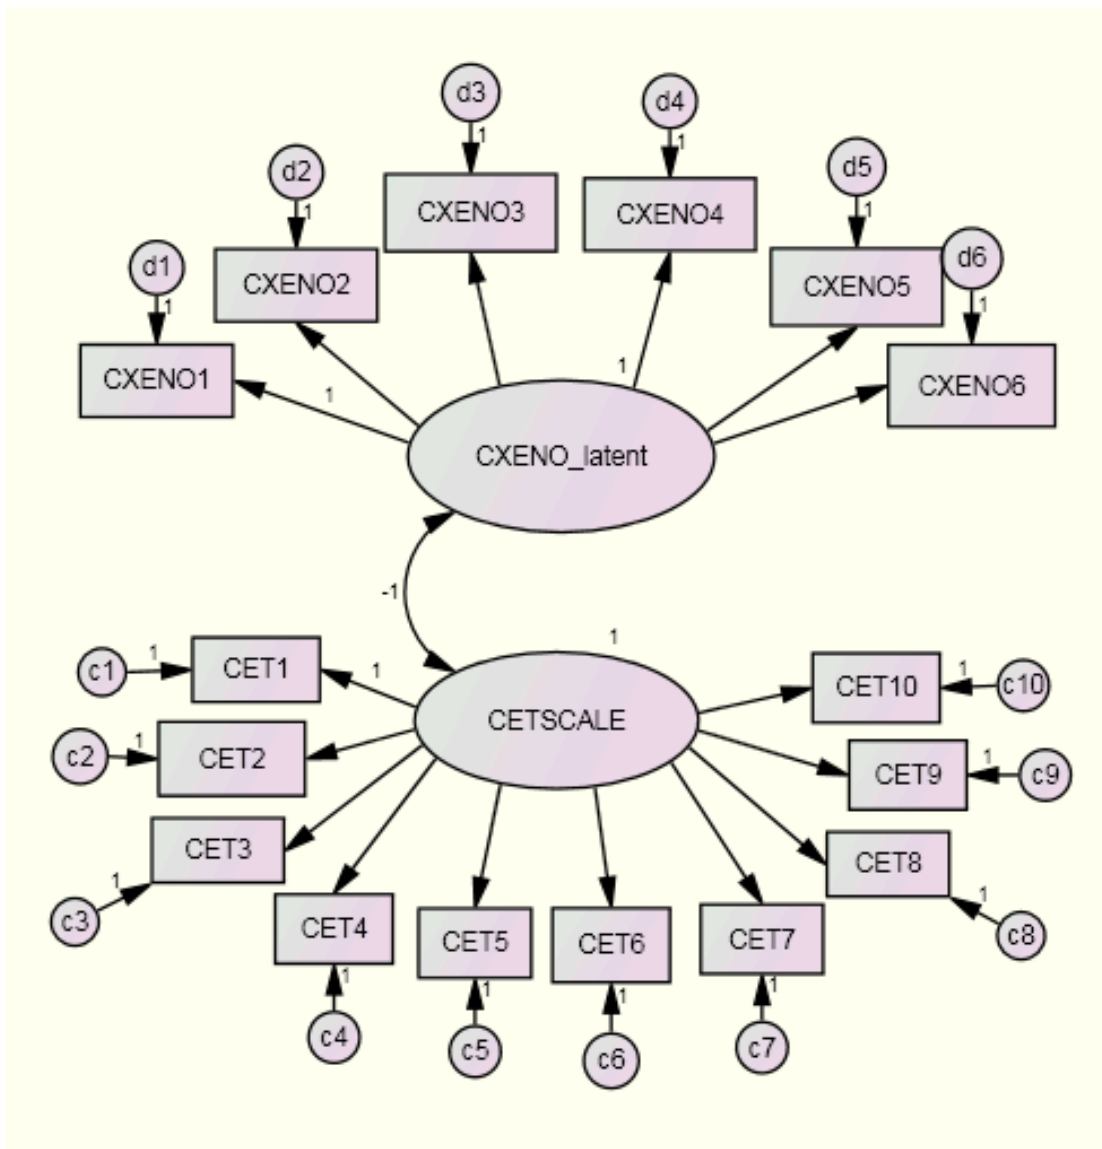 d3
d4
1
1
d2
d5
CXENO3
CXENO4
1
1
d1
d6
CXENO2
CXENO5
1
1
CXENO1
CXENO6
1
1
CXENO_latent
-1
1
c1
1
CET1
1
CET10
1
c10
c2
1
CET2
CETSCALE
CET9
1
c9
CET3
CET8
1
1
c3
CET4
CET5
CET6
CET7
c8
1
1
1
1
c4
c5
c6
c7